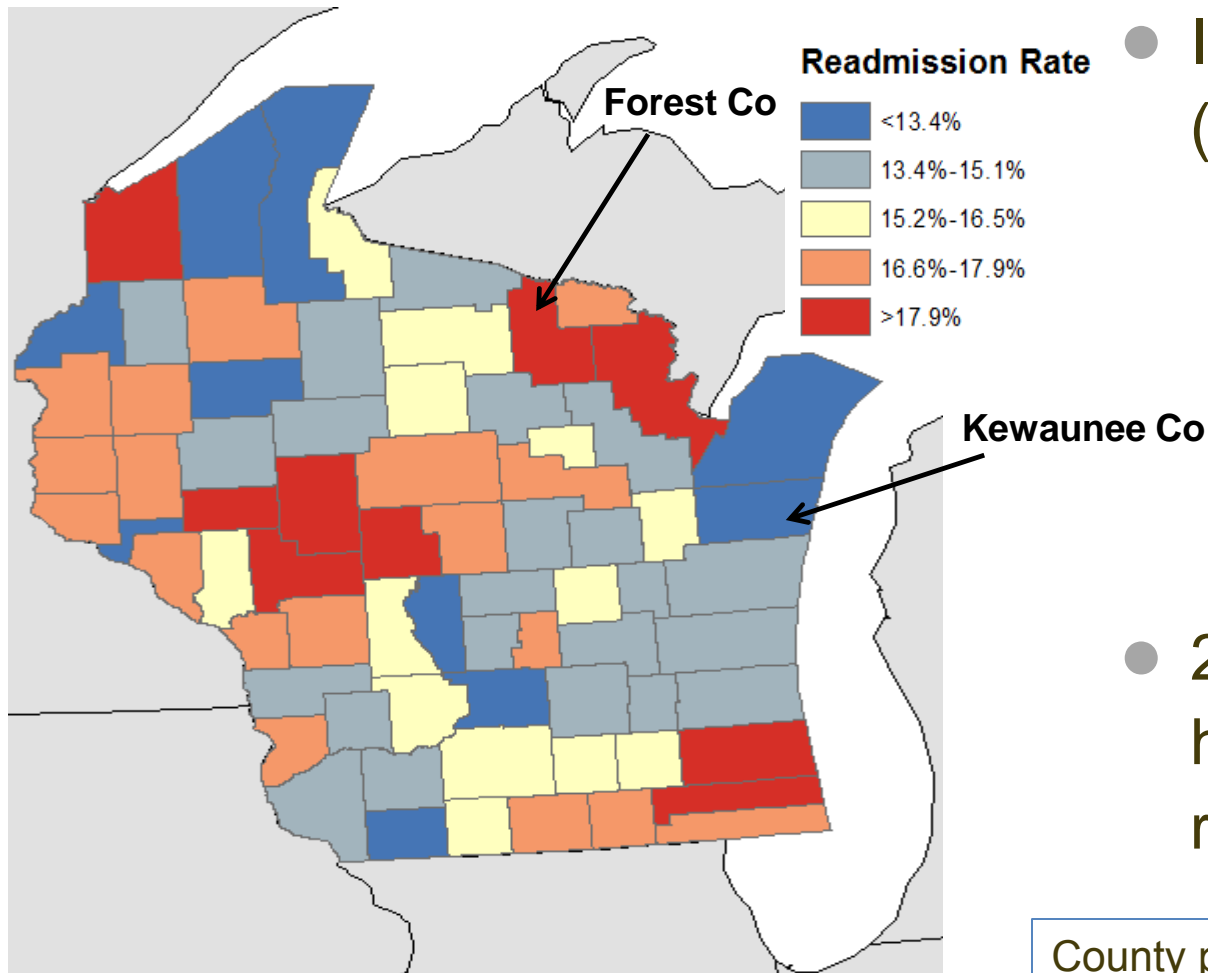 Readmission Rate
<13.4%
13.4%-15.1%
15.2%-16.5%
16.6%-17.9%
>17.9%
Forest Co
Kewaunee Co
(
2
h
r
County p